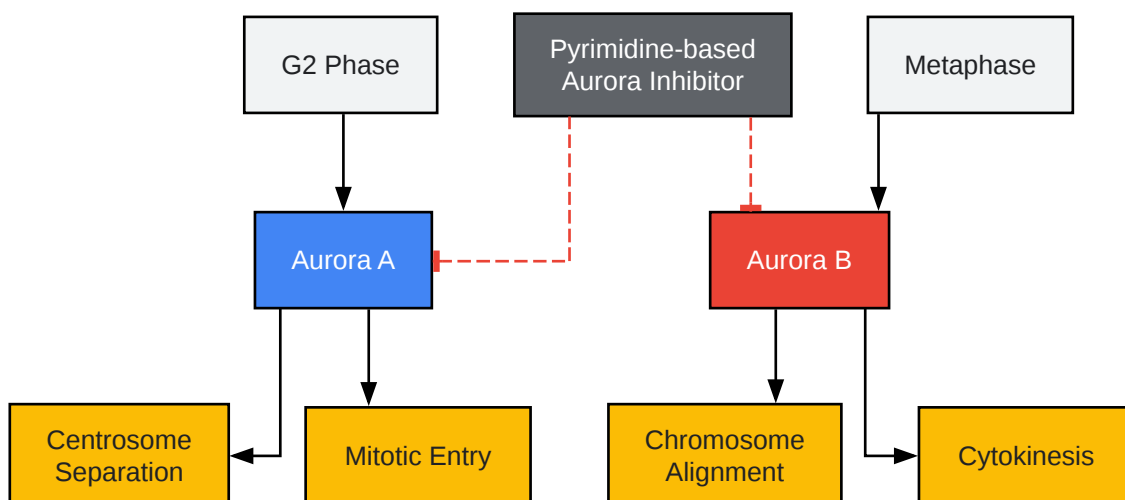 G2 Phase
Pyrimidine-based
Aurora Inhibitor
Metaphase
Aurora A
Aurora B
Centrosome
Separation
Mitotic Entry
Chromosome
Alignment
Cytokinesis